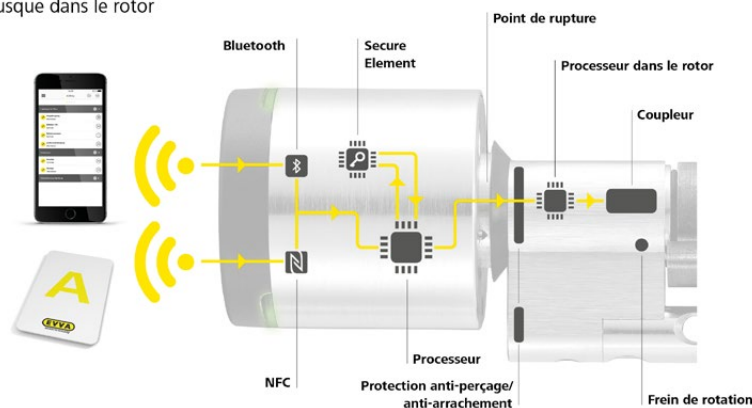 usque dans le rotor
Point de rupture
Bluetooth
Secure
Element
Processeur dans le rotor
Coupleur
A
EVVA
Processeur
NFC
Protection anti-perçage/
anti-arrachement
Frein de rotation